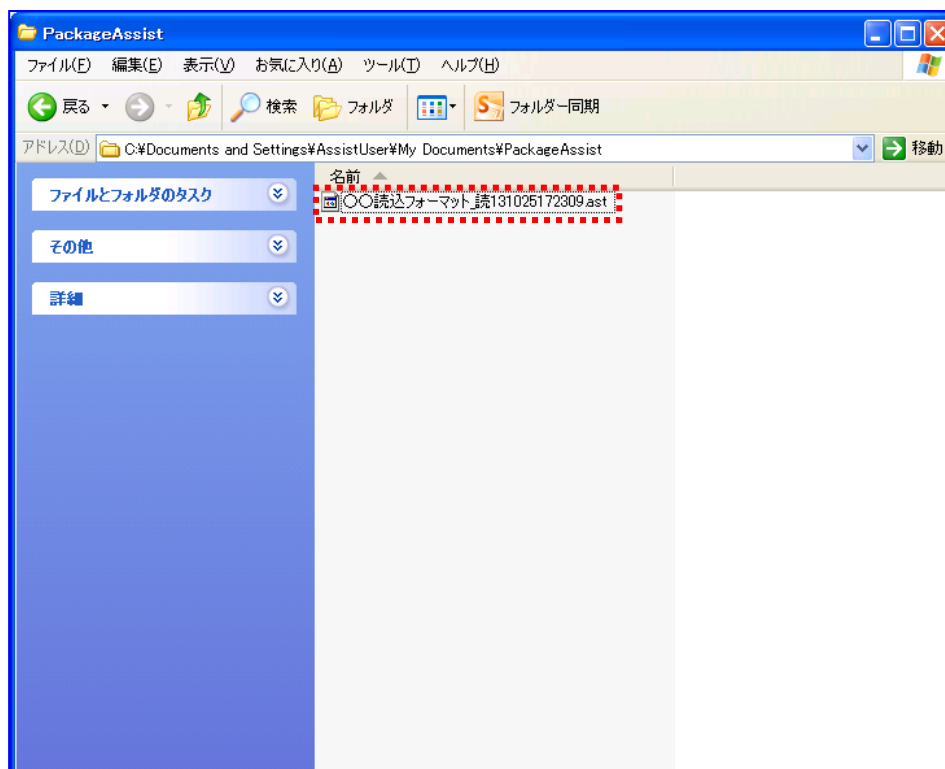 PackageAssist
ファイル(F) 編集(E) 表示(V) お気に入り(A) ツール(T) ヘルプ(H)
戻る 検索 フォルダ フォルダー同期
アドレス(D) C:¥Documents and Settings¥AssistUser¥My Documents¥PackageAssist 移動
名前
ファイルとフォルダのタスク
〇〇読込フォーマット_読131025172309.ast
その他
詳細